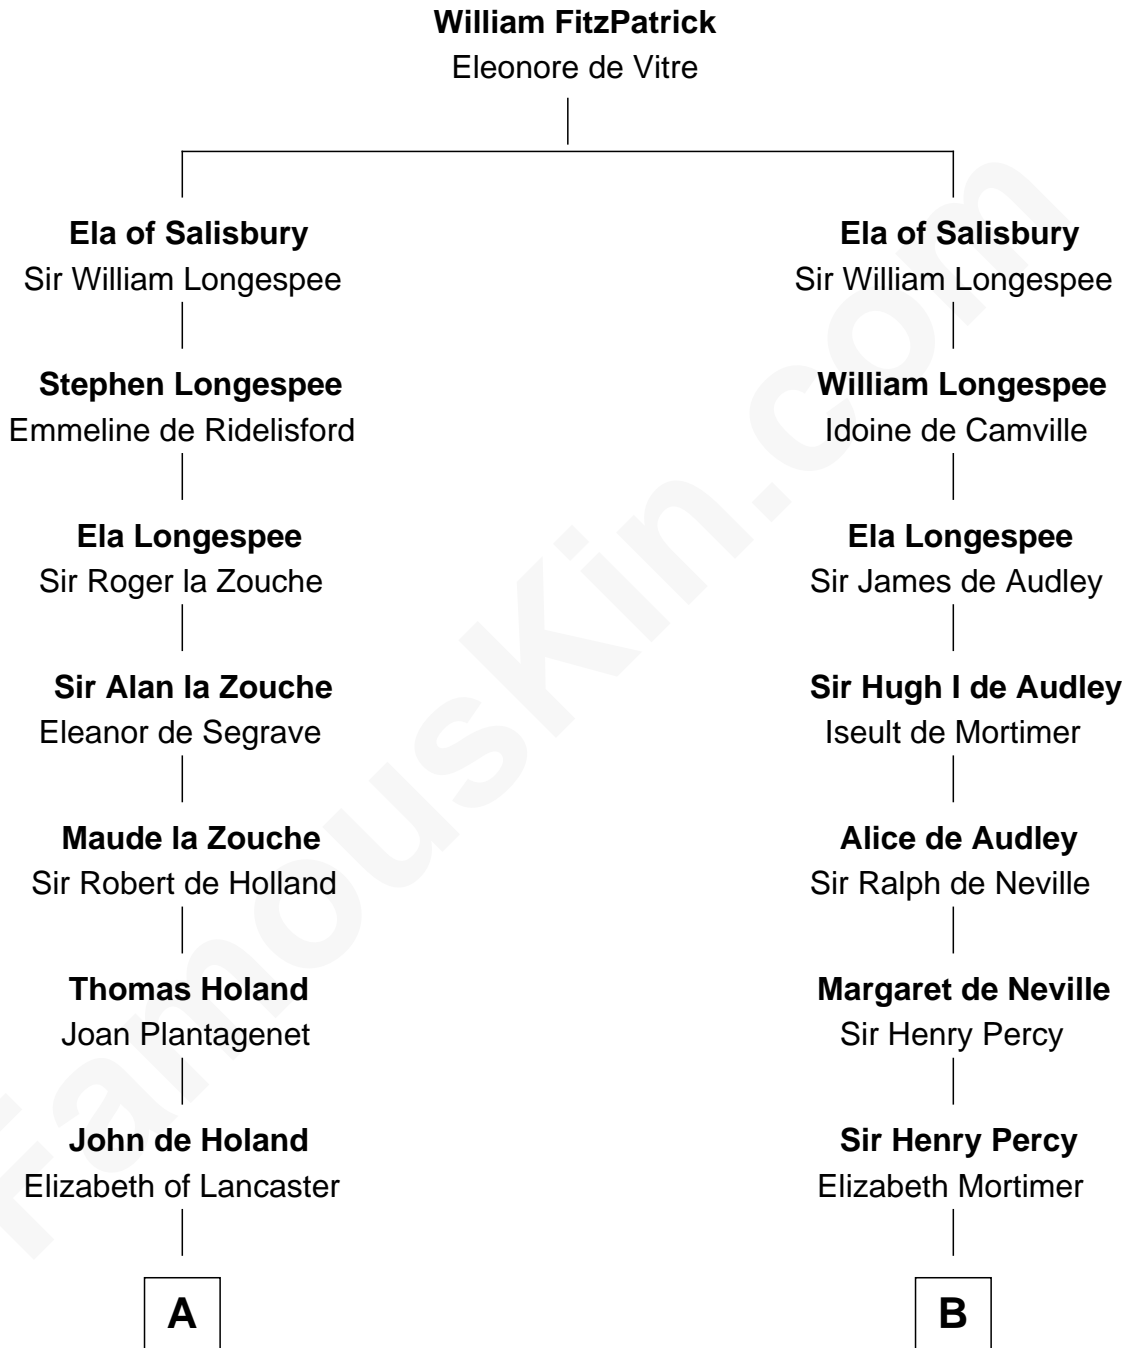 William FitzPatrick
Eleonore de Vitre
Ela of Salisbury
Sir William Longespee
Stephen Longespee
Emmeline de Ridelisford
Ela Longespee
Sir Roger la Zouche
Sir Alan la Zouche
Eleanor de Segrave
Maude la Zouche
Sir Robert de Holland
Thomas Holand
Joan Plantagenet
John de Holand
Elizabeth of Lancaster
A
Ela of Salisbury
Sir William Longespee
William Longespee
Idoine de Camville
Ela Longespee
Sir James de Audley
Sir Hugh I de Audley
Iseult de Mortimer
Alice de Audley
Sir Ralph de Neville
Margaret de Neville
Sir Henry Percy
Sir Henry Percy
Elizabeth Mortimer
B
FamousKin.com